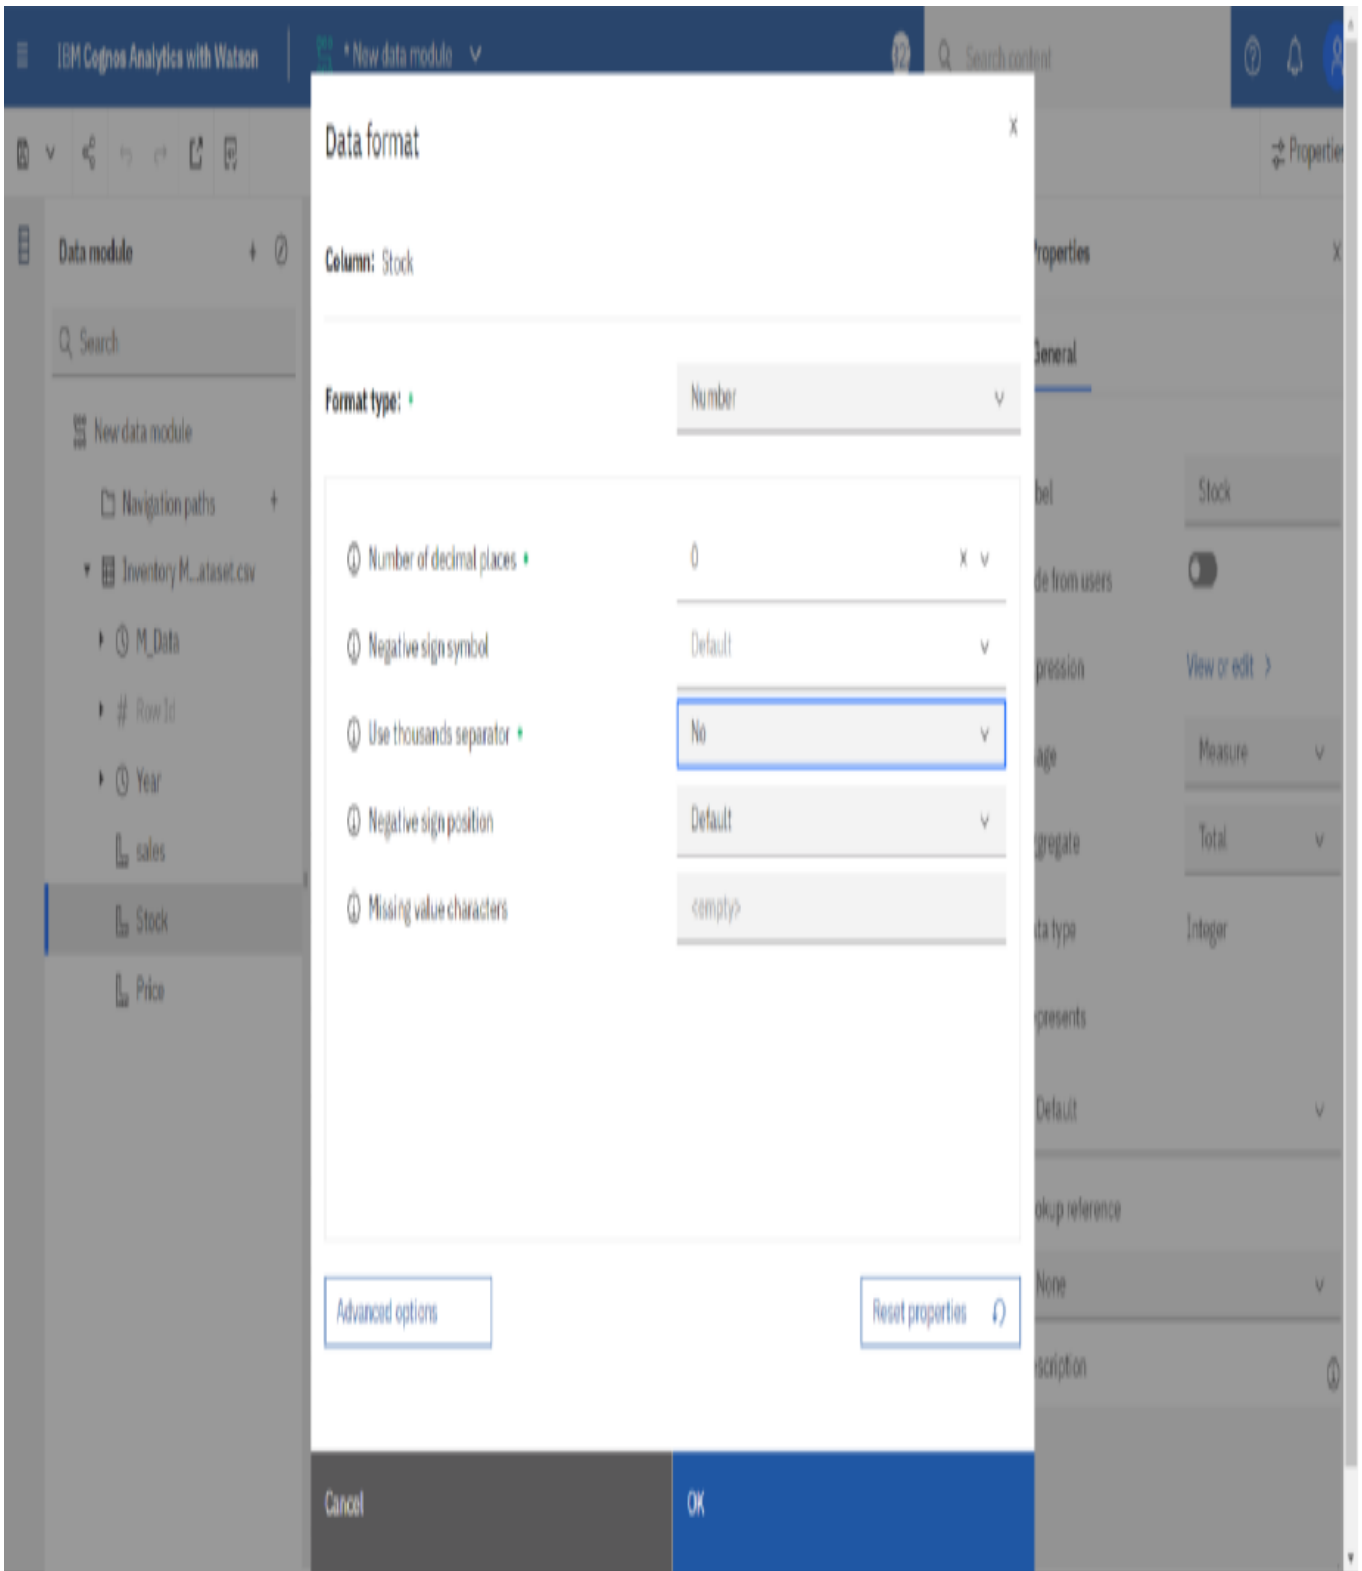 IBM Cognos Analytics with Watson
* New data module
Search content
Properties
Data format
Column: Stock
Format type:
Number
Number of decimal places
0
Negative sign symbol
Default
Use thousands separator
No
Negative sign position
Default
Missing value characters
<empty>
Advanced options
Reset properties
Cancel
OK
Data module
Search
New data module
Navigation paths
Inventory M...ataset.csv
M_Data
Row Id
Year
sales
Stock
Price
roperties
General
bel
Stock
de from users
pression
View or edit
age
Measure
gregate
Total
ta type
Integer
presents
Default
okup reference
None
scription